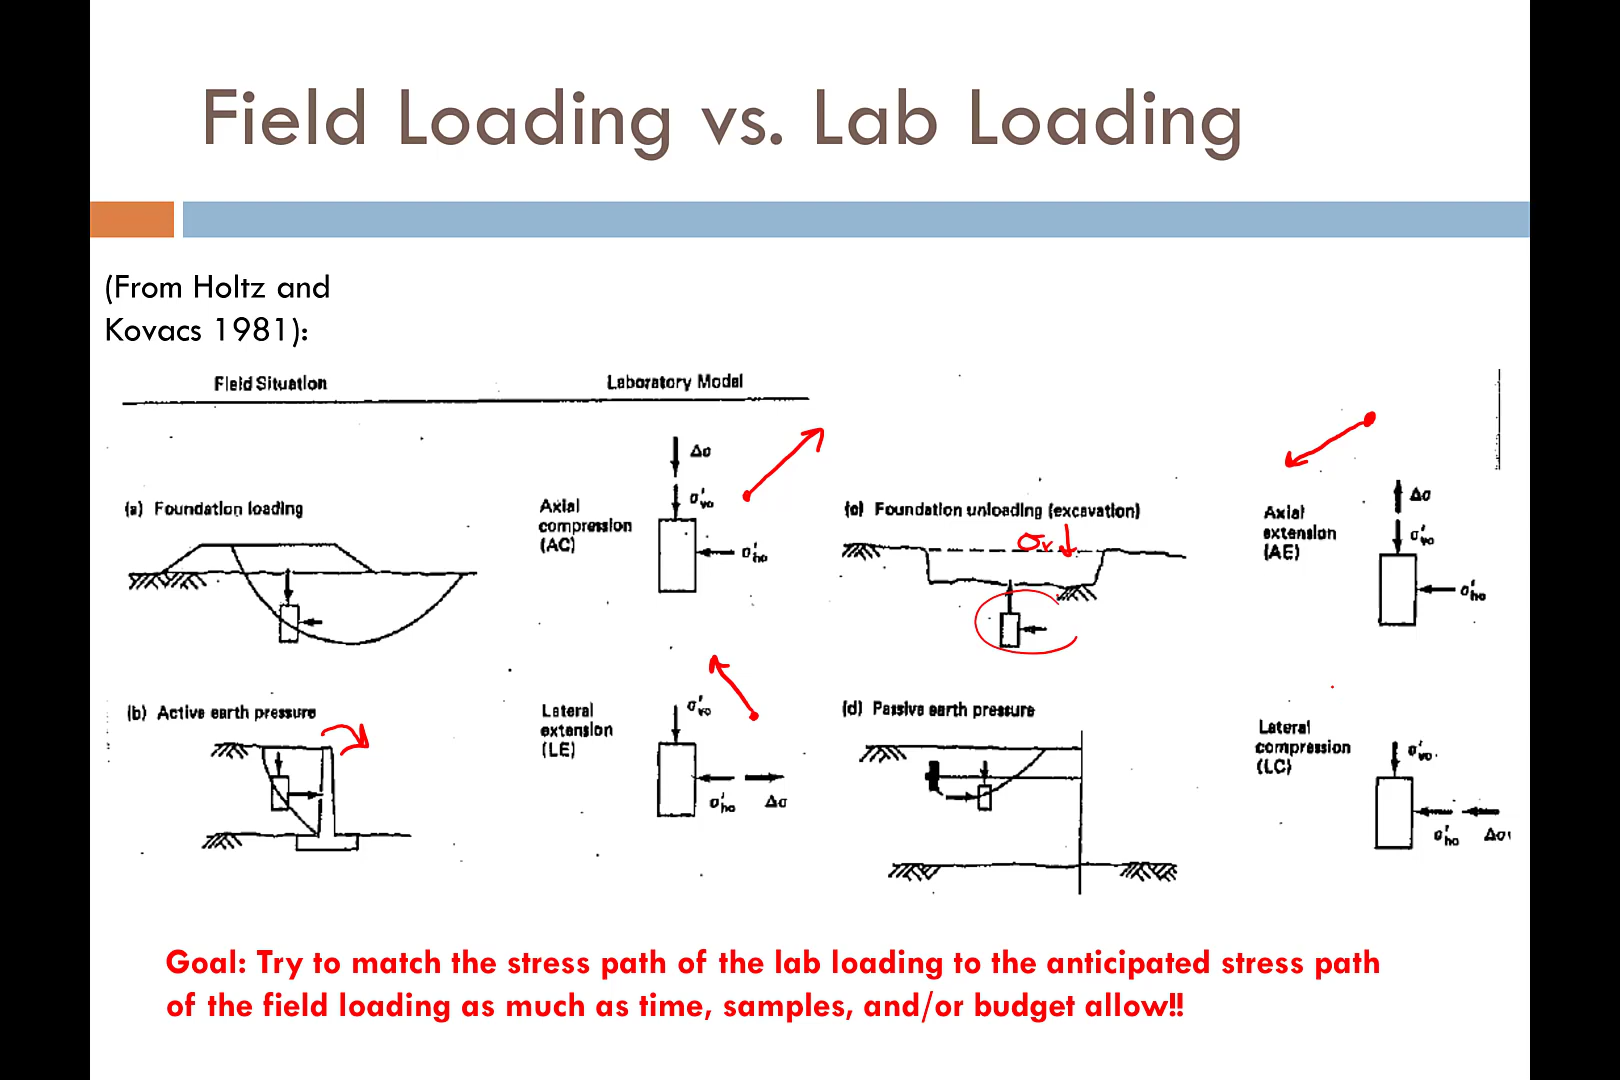 Field Loading vs. Lab Loading
(From Holtz and
Kovacs 1981):
Field Situation
Laboratory Model
(a) Foundation loading
Axial
compression
(AC)
Δσ
σ'vo
σ'ho
(b) Active earth pressure
Lateral
extension
(LE)
σ'vo
σ'ho Δσ
(c) Foundation unloading (excavation)
σv ↓
Axial
extension
(AE)
Δσ
σ'vo
σ'ho
(d) Passive earth pressure
Lateral
compression
(LC)
σ'vo
σ'ho Δσ
Goal: Try to match the stress path of the lab loading to the anticipated stress path
of the field loading as much as time, samples, and/or budget allow!!